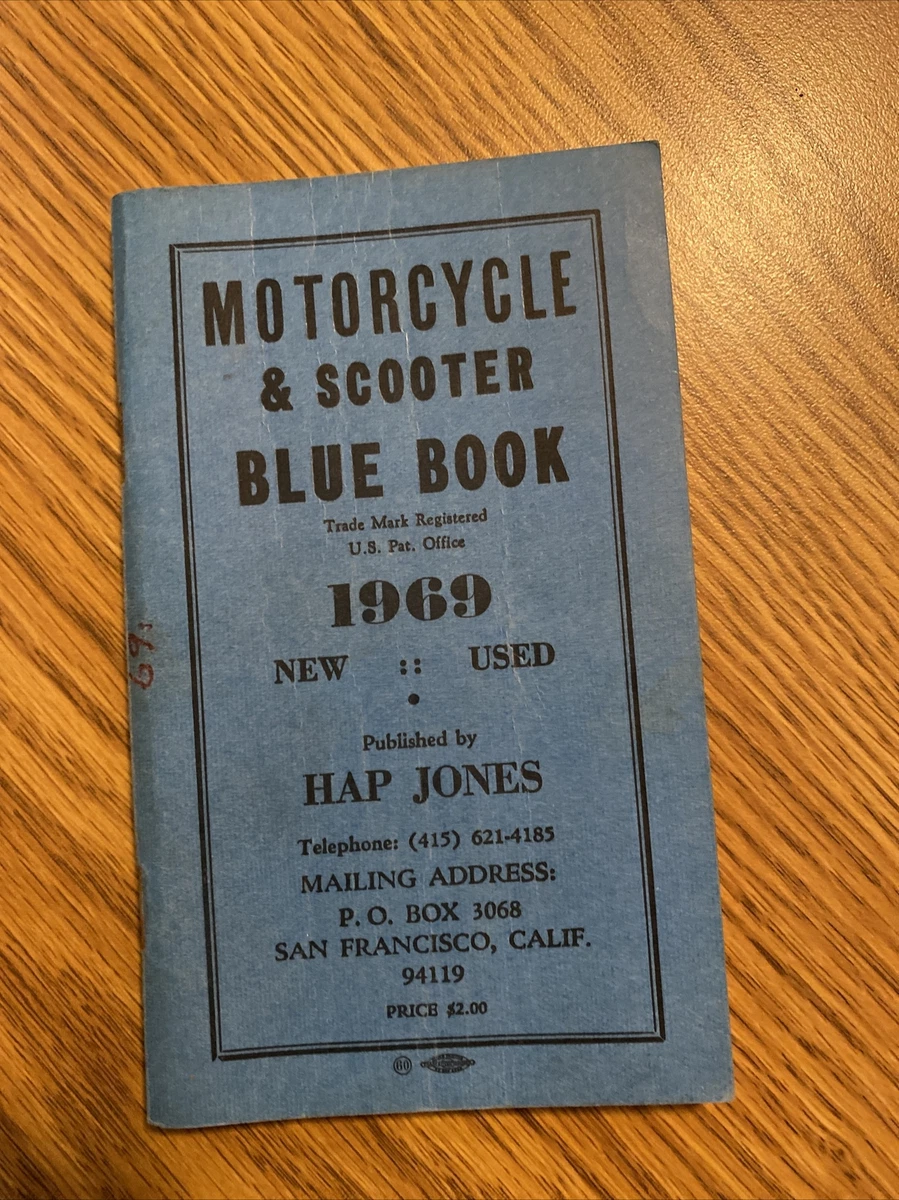 MOTORCYCLE
& SCOOTER
BLUE BOOK
Trade Mark Registered
U.S. Pat. Office
1969
NEW :: USED
Published by
HAP JONES
Telephone: (415) 621-4185
MAILING ADDRESS:
P. O. BOX 3068
SAN FRANCISCO, CALIF.
94119
PRICE $2.00
60